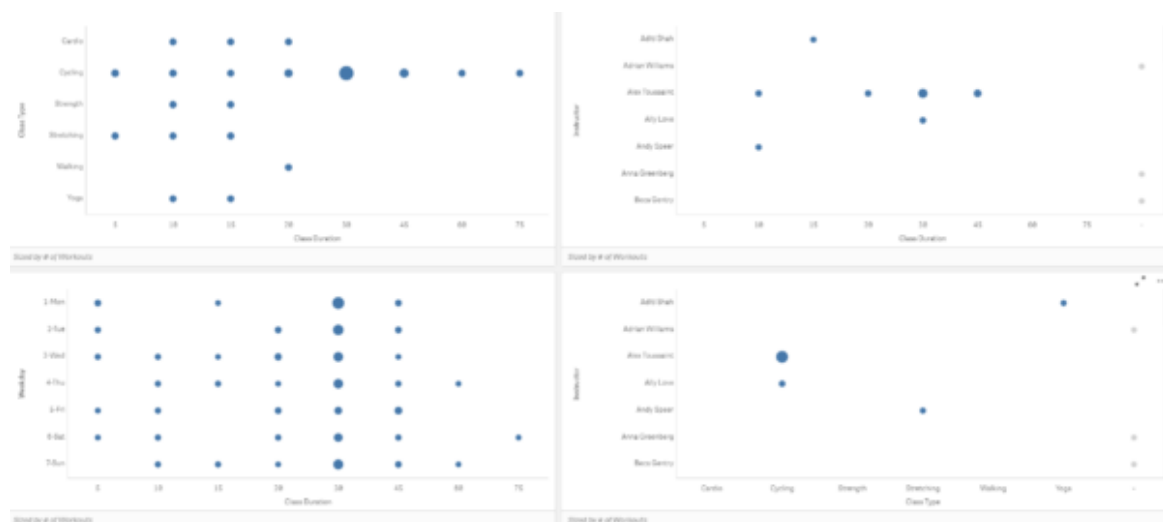 Cardio
Cycling
Strength
Stretching
Walking
Yoga
Class Type
5 10 15 20 30 45 60 75
Class Duration
Sized by # of Workouts
Aditi Shah
Adrian Williams
Alex Toussaint
Ally Love
Andy Speer
Anna Greenberg
Becs Gentry
Instructor
5 10 15 20 30 45 60 75 -
Class Duration
Sized by # of Workouts
1-Mon
2-Tue
3-Wed
4-Thu
5-Fri
6-Sat
7-Sun
Weekday
5 10 15 20 30 45 60 75
Class Duration
Sized by # of Workouts
Aditi Shah
Adrian Williams
Alex Toussaint
Ally Love
Andy Speer
Anna Greenberg
Becs Gentry
Instructor
Cardio Cycling Strength Stretching Walking Yoga -
Class Type
Sized by # of Workouts